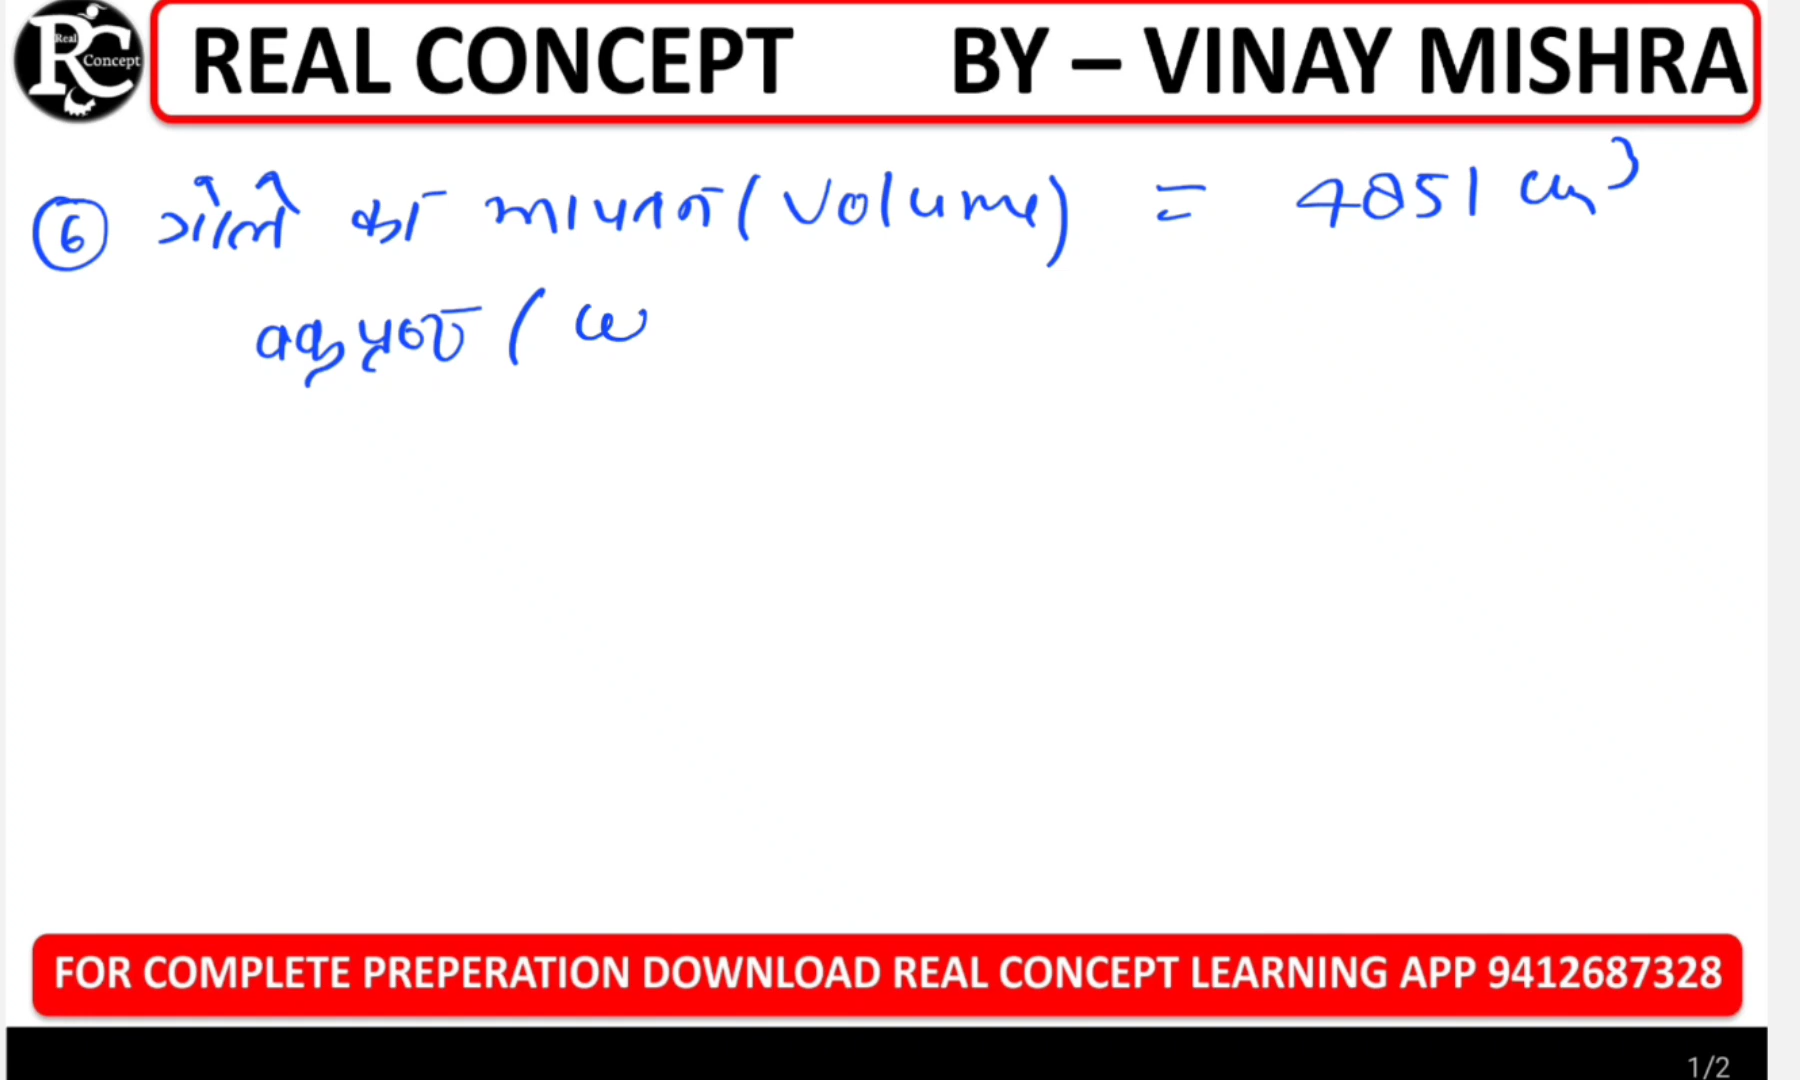 Real
Concept
REAL CONCEPT BY – VINAY MISHRA
⑥ गोले का आयतन (Volume) = 4851 cm³
वक्रपृष्ठ (
FOR COMPLETE PREPERATION DOWNLOAD REAL CONCEPT LEARNING APP 9412687328
1/2